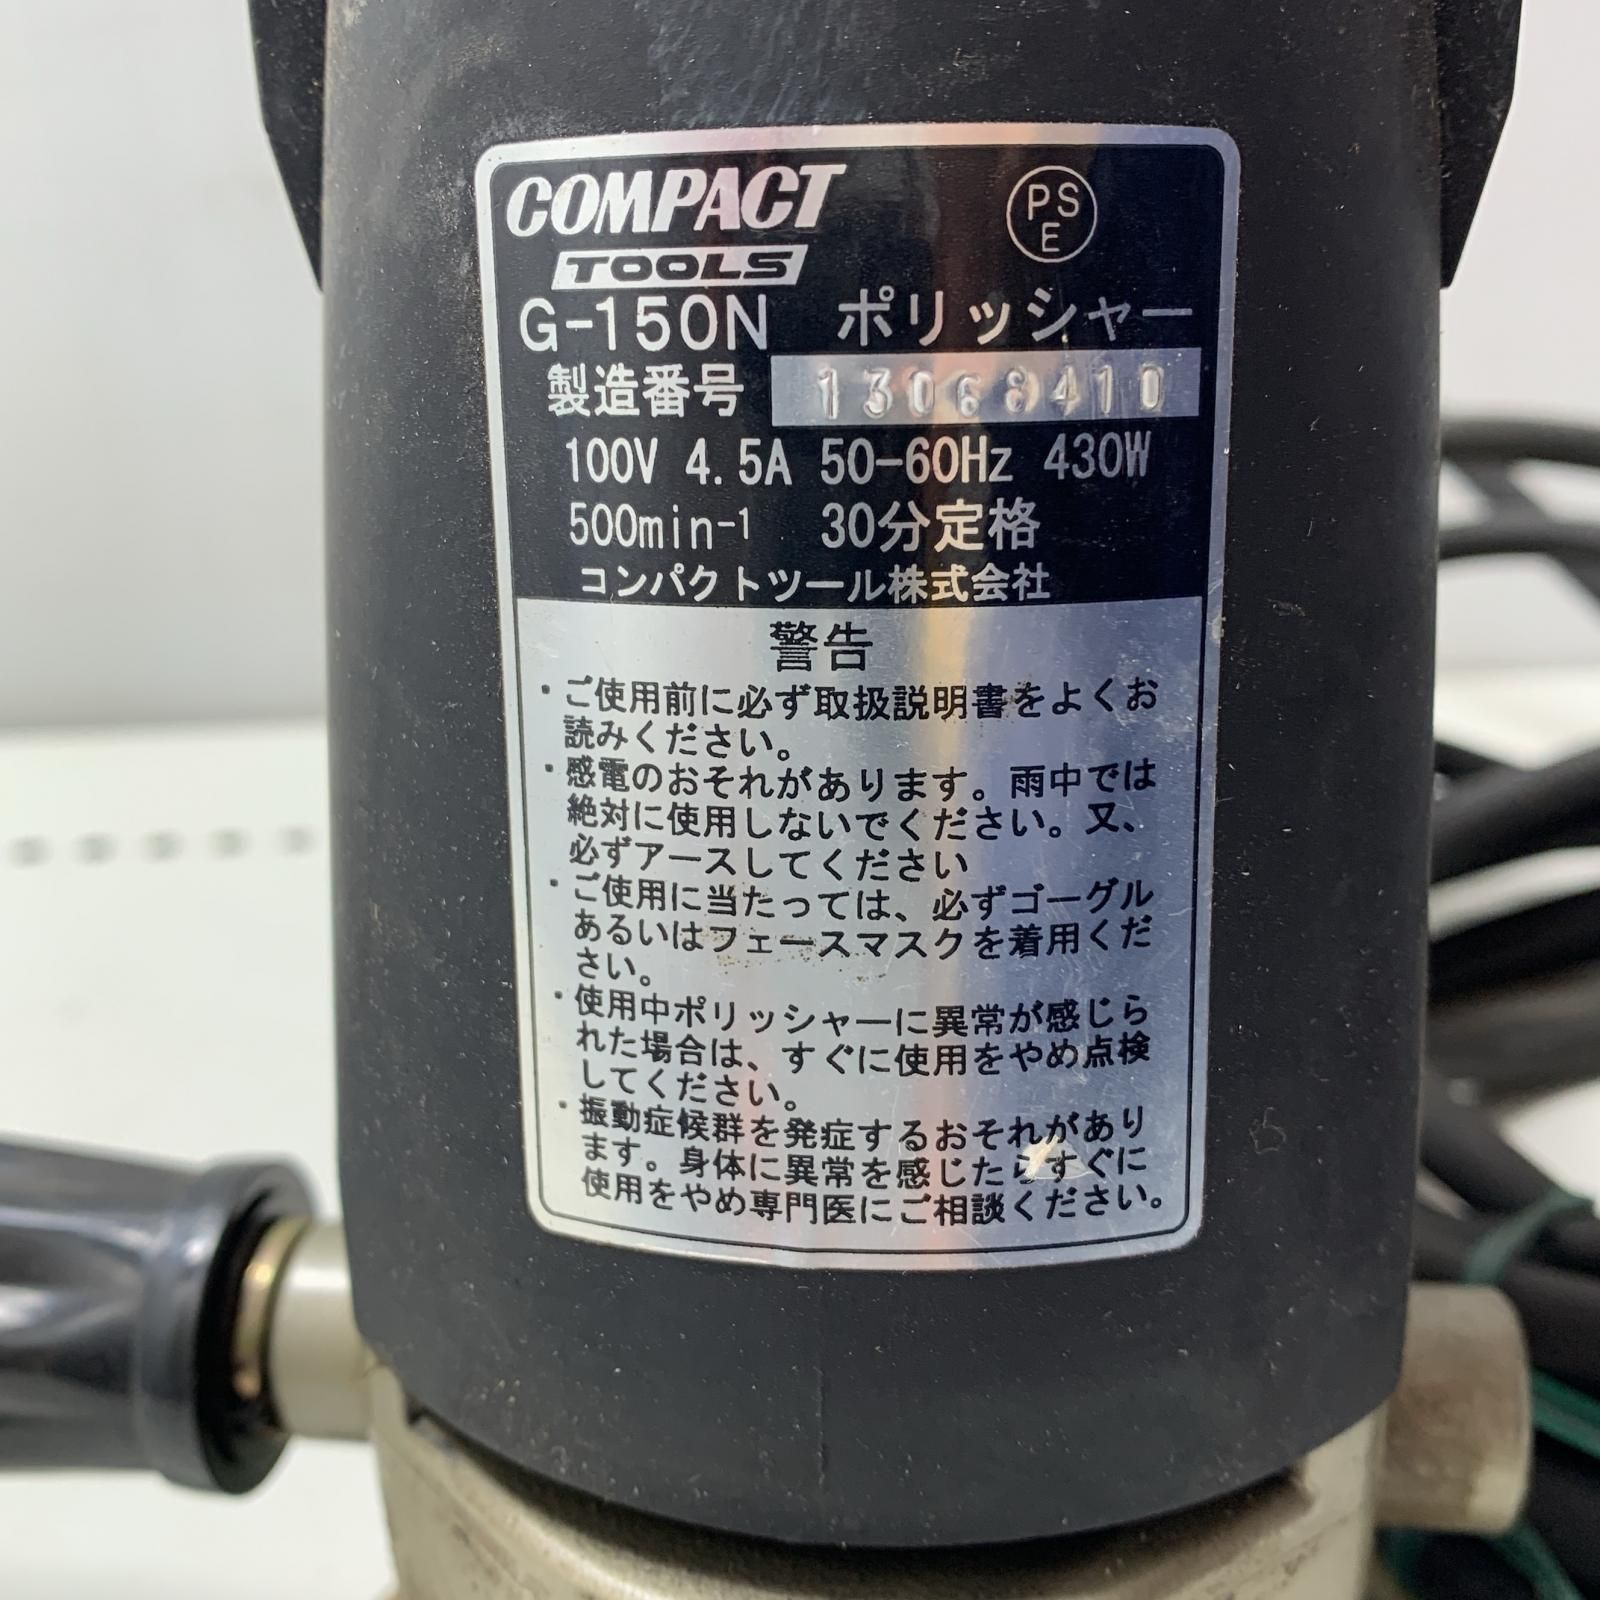 COMPACT
TOOLS
PS
E
G-150N ポリッシャー
製造番号 13068410
100V 4.5A 50-60Hz 430W
500min-1 30分定格
コンパクトツール株式会社
警告
・ご使用前に必ず取扱説明書をよくお
読みください。
・感電のおそれがあります。雨中では
絶対に使用しないでください。又、
必ずアースしてください
・ご使用に当たっては、必ずゴーグル
あるいはフェースマスクを着用くだ
さい。
・使用中ポリッシャーに異常が感じら
れた場合は、すぐに使用をやめ点検
してください。
・振動症候群を発症するおそれがあり
ます。身体に異常を感じたらすぐに
使用をやめ専門医にご相談ください。